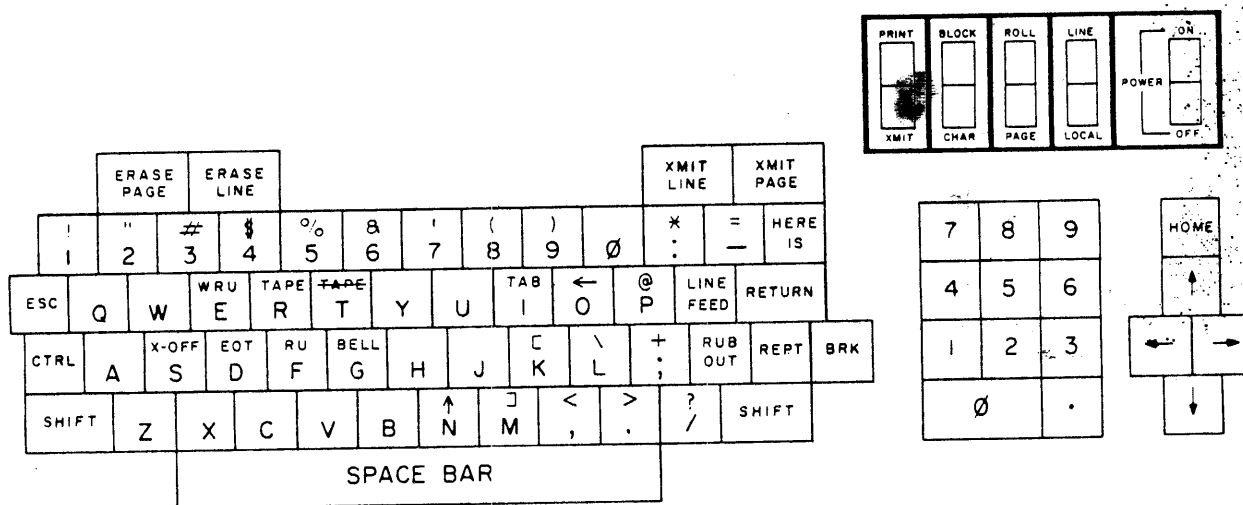 PRINT BLOCK ROLL LINE ON
POWER
XMIT CHAR PAGE LOCAL OFF
ERASE PAGE ERASE LINE XMIT LINE XMIT PAGE
! " # $ % & ' ( ) * = HERE IS
1 2 3 4 5 6 7 8 9 Ø : —
WRU TAPE T̶A̶P̶E̶ TAB ← @
ESC Q W E R T Y U I O P LINE FEED RETURN
X-OFF EOT RU BELL [ \ +
CTRL A S D F G H J K L ; RUB OUT REPT BRK
↑ ] < > ?
SHIFT Z X C V B N M , . / SHIFT
SPACE BAR
7 8 9
4 5 6
1 2 3
Ø .
HOME
↑
← →
↓